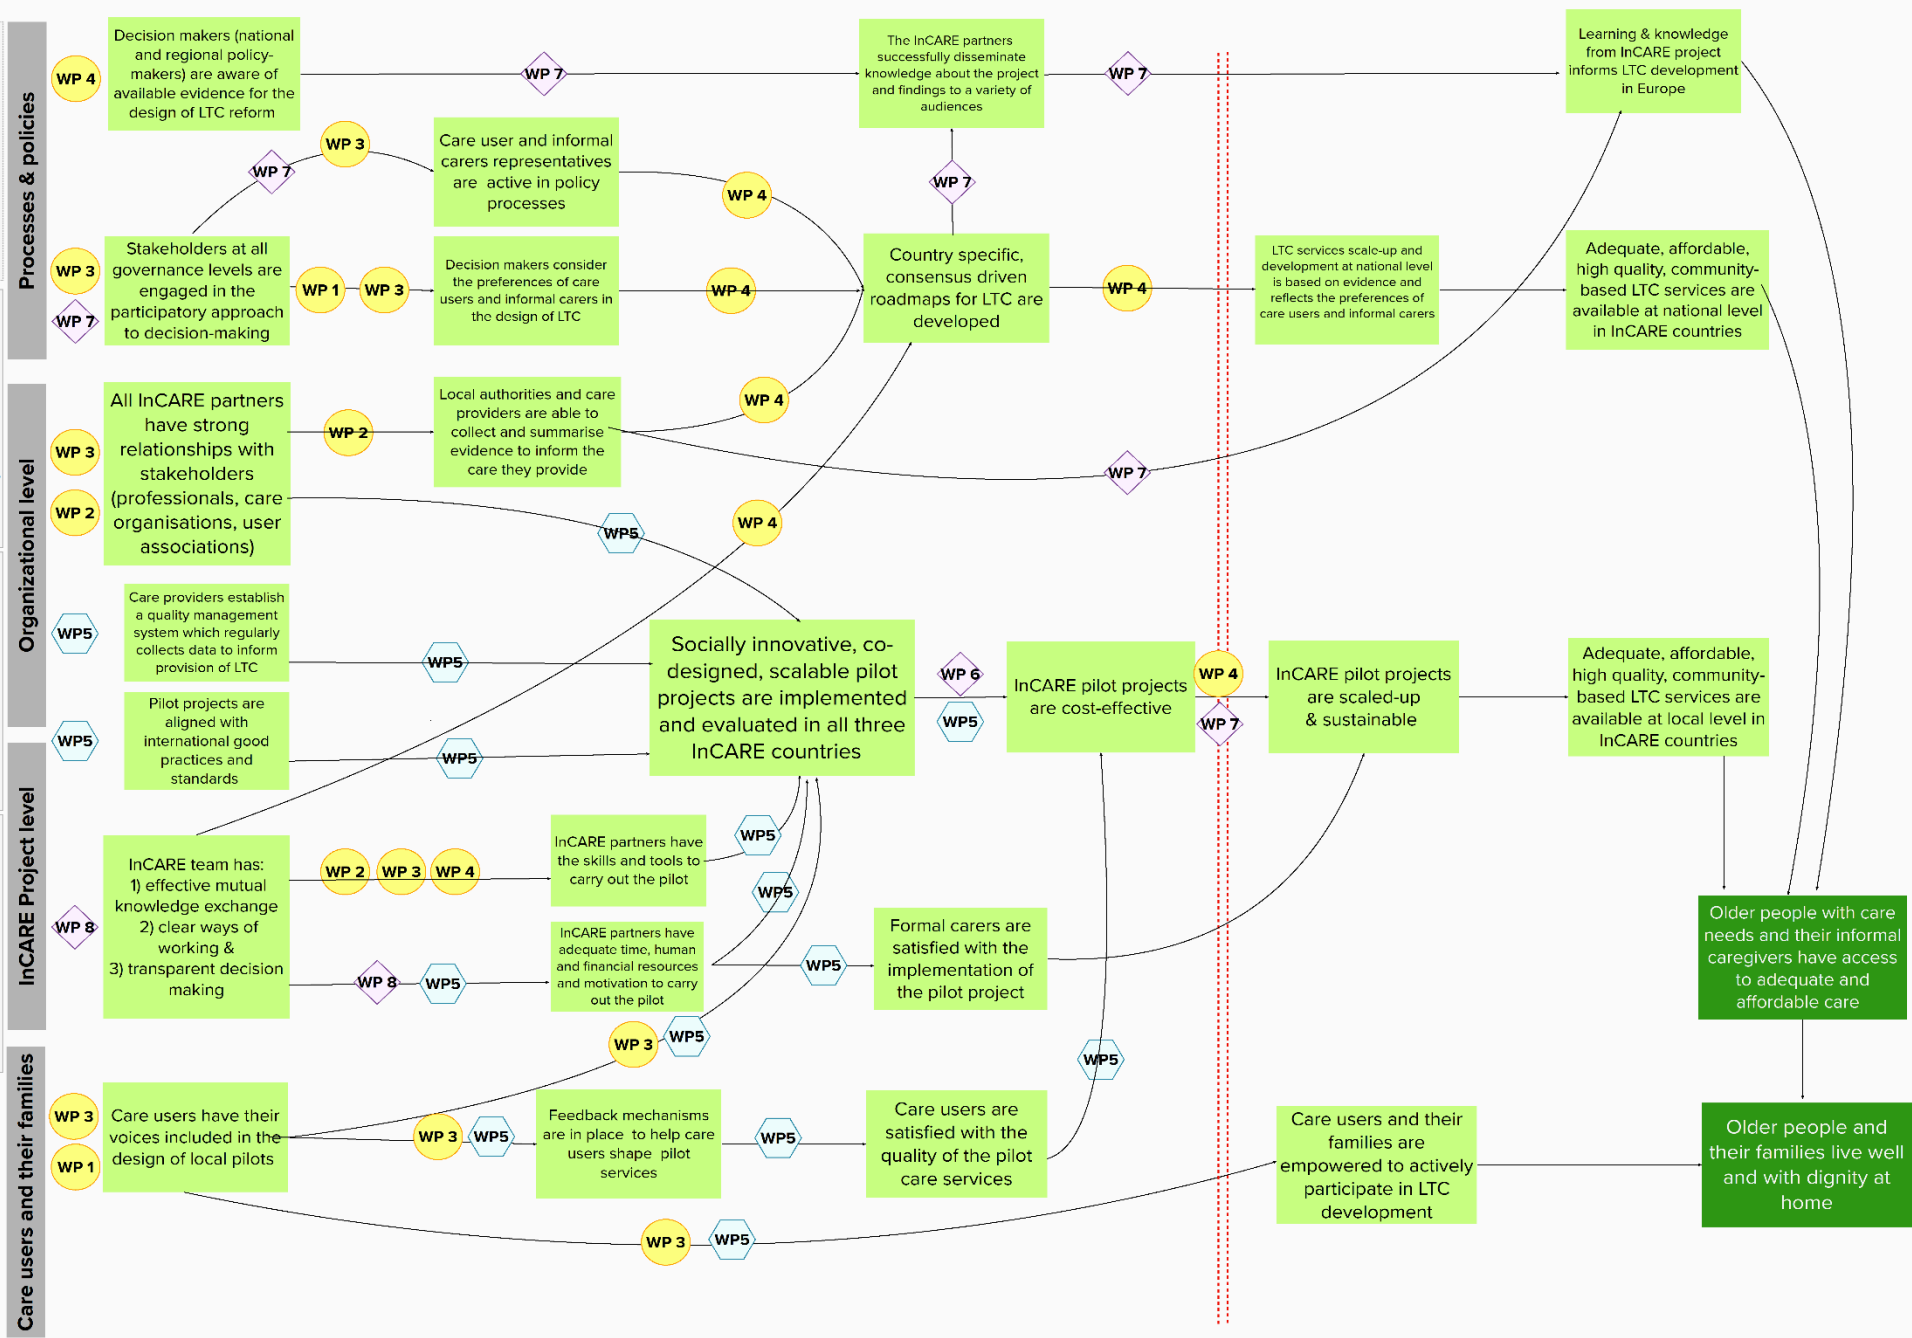 Processes & policies
WP 4
Decision makers (national
and regional policy-
makers) are aware of
available evidence for the
design of LTC reform
WP 7
The InCARE partners
successfully disseminate
knowledge about the project
and findings to a variety of
audiences
WP 7
Learning & knowledge
from InCARE project
informs LTC development
in Europe
WP 7
WP 3
Care user and informal
carers representatives
are active in policy
processes
WP 4
WP 7
WP 3
WP 7
Stakeholders at all
governance levels are
engaged in the
participatory approach
to decision-making
WP 1
WP 3
Decision makers consider
the preferences of care
users and informal carers in
the design of LTC
WP 4
Country specific,
consensus driven
roadmaps for LTC are
developed
WP 4
LTC services scale-up and
development at national level
is based on evidence and
reflects the preferences of
care users and informal carers
Adequate, affordable,
high quality, community-
based LTC services are
available at national level
in InCARE countries
Organizational level
WP 3
WP 2
All InCARE partners
have strong
relationships with
stakeholders
(professionals, care
organisations, user
associations)
WP 2
Local authorities and care
providers are able to
collect and summarise
evidence to inform the
care they provide
WP 4
WP 7
WP5
WP 4
WP5
Care providers establish
a quality management
system which regularly
collects data to inform
provision of LTC
WP5
WP5
Pilot projects are
aligned with
international good
practices and
standards
WP5
Socially innovative, co-
designed, scalable pilot
projects are implemented
and evaluated in all three
InCARE countries
WP 6
WP5
InCARE pilot projects
are cost-effective
WP 4
WP 7
InCARE pilot projects
are scaled-up
& sustainable
Adequate, affordable,
high quality, community-
based LTC services are
available at local level in
InCARE countries
InCARE Project level
WP 8
InCARE team has:
1) effective mutual
knowledge exchange
2) clear ways of
working &
3) transparent decision
making
WP 2
WP 3
WP 4
InCARE partners have
the skills and tools to
carry out the pilot
WP5
WP5
WP 8
WP5
InCARE partners have
adequate time, human
and financial resources
and motivation to carry
out the pilot
WP5
Formal carers are
satisfied with the
implementation of
the pilot project
Older people with care
needs and their informal
caregivers have access
to adequate and
affordable care
Care users and their families
WP 3
WP 1
Care users have their
voices included in the
design of local pilots
WP 3
WP5
WP 3
WP5
Feedback mechanisms
are in place to help care
users shape pilot
services
WP5
Care users are
satisfied with the
quality of the pilot
care services
WP5
WP 3
WP5
Care users and their
families are
empowered to actively
participate in LTC
development
Older people and
their families live well
and with dignity at
home